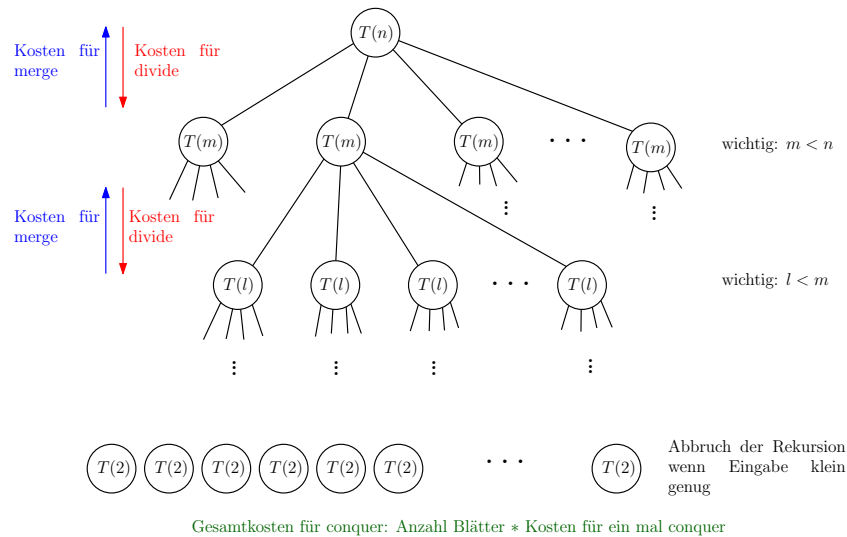 T(n)
Kosten für
merge
Kosten für
divide
T(m)
T(m)
T(m)
. . .
T(m)
wichtig: m < n
Kosten für
merge
Kosten für
divide
T(l)
T(l)
T(l)
. . .
T(l)
wichtig: l < m
T(2)
T(2)
T(2)
T(2)
T(2)
T(2)
. . .
T(2)
Abbruch der Rekursion
wenn Eingabe klein
genug
Gesamtkosten für conquer: Anzahl Blätter ∗ Kosten für ein mal conquer